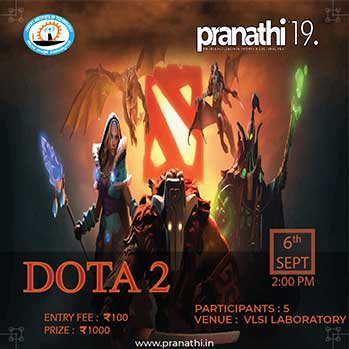 pranathi 19.
6th
SEPT
2:00 PM
DOTA 2
ENTRY FEE : ₹100
PRIZE : ₹1000
PARTICIPANTS : 5
VENUE : VLSI LABORATORY
www.pranathi.in